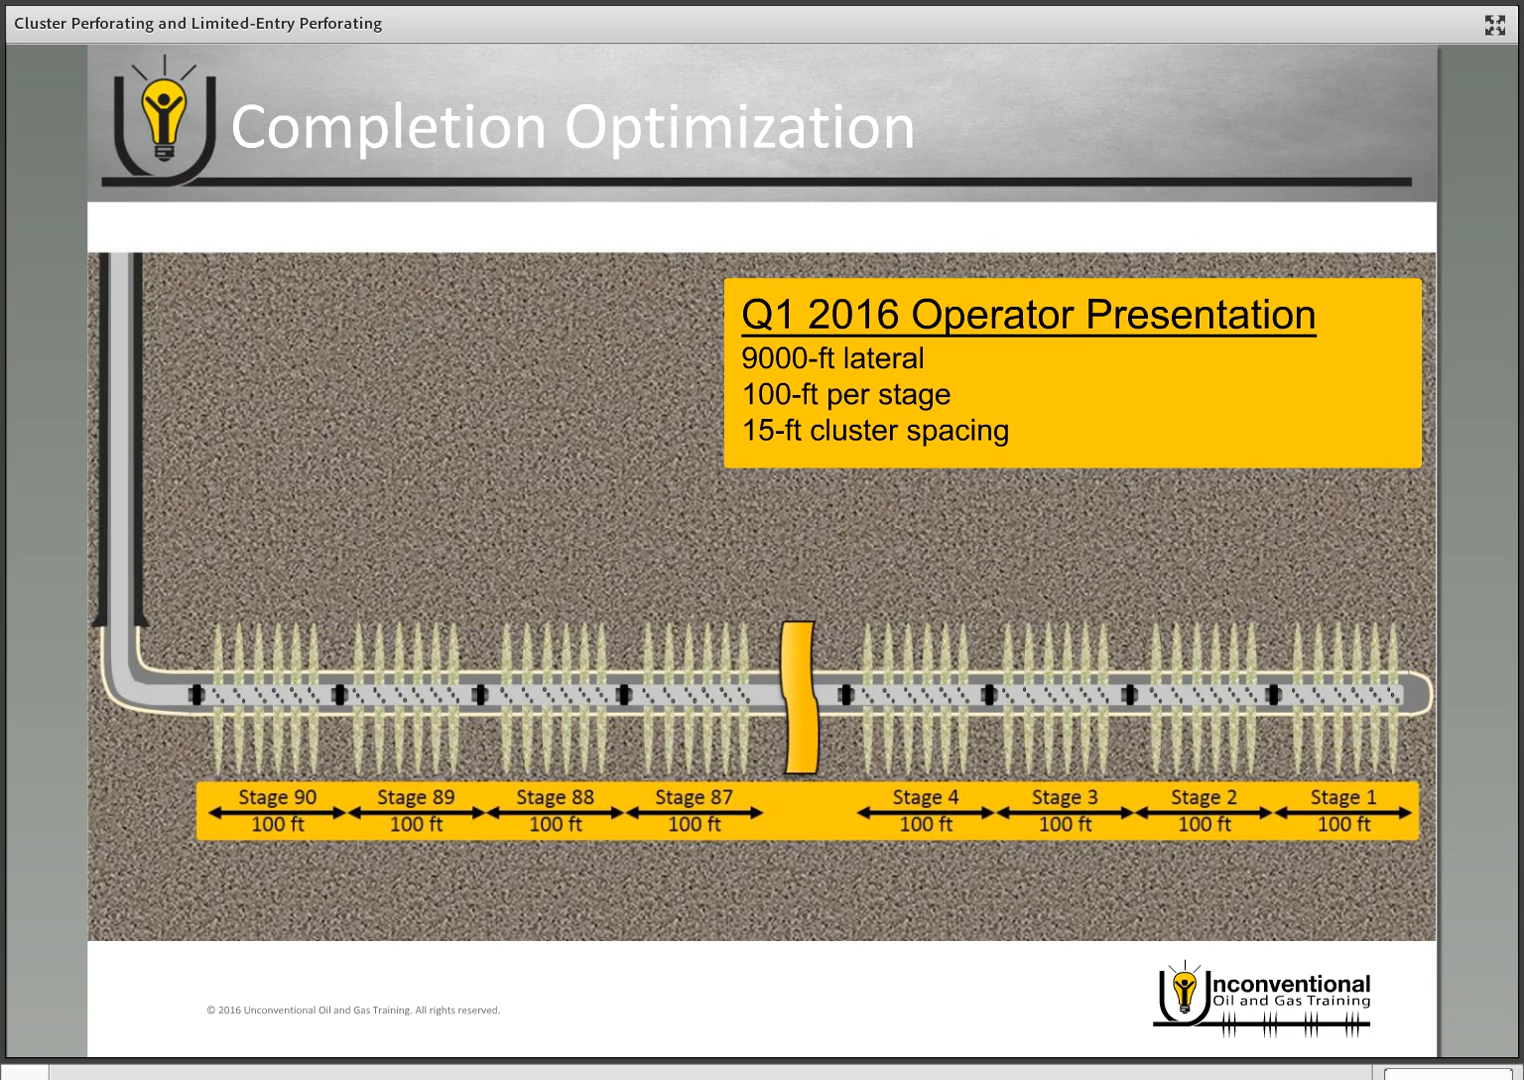 Cluster Perforating and Limited-Entry Perforating
Completion Optimization
Q1 2016 Operator Presentation
9000-ft lateral
100-ft per stage
15-ft cluster spacing
Stage 90 Stage 89 Stage 88 Stage 87 Stage 4 Stage 3 Stage 2 Stage 1
100 ft 100 ft 100 ft 100 ft 100 ft 100 ft 100 ft 100 ft
© 2016 Unconventional Oil and Gas Training. All rights reserved.
Unconventional
Oil and Gas Training